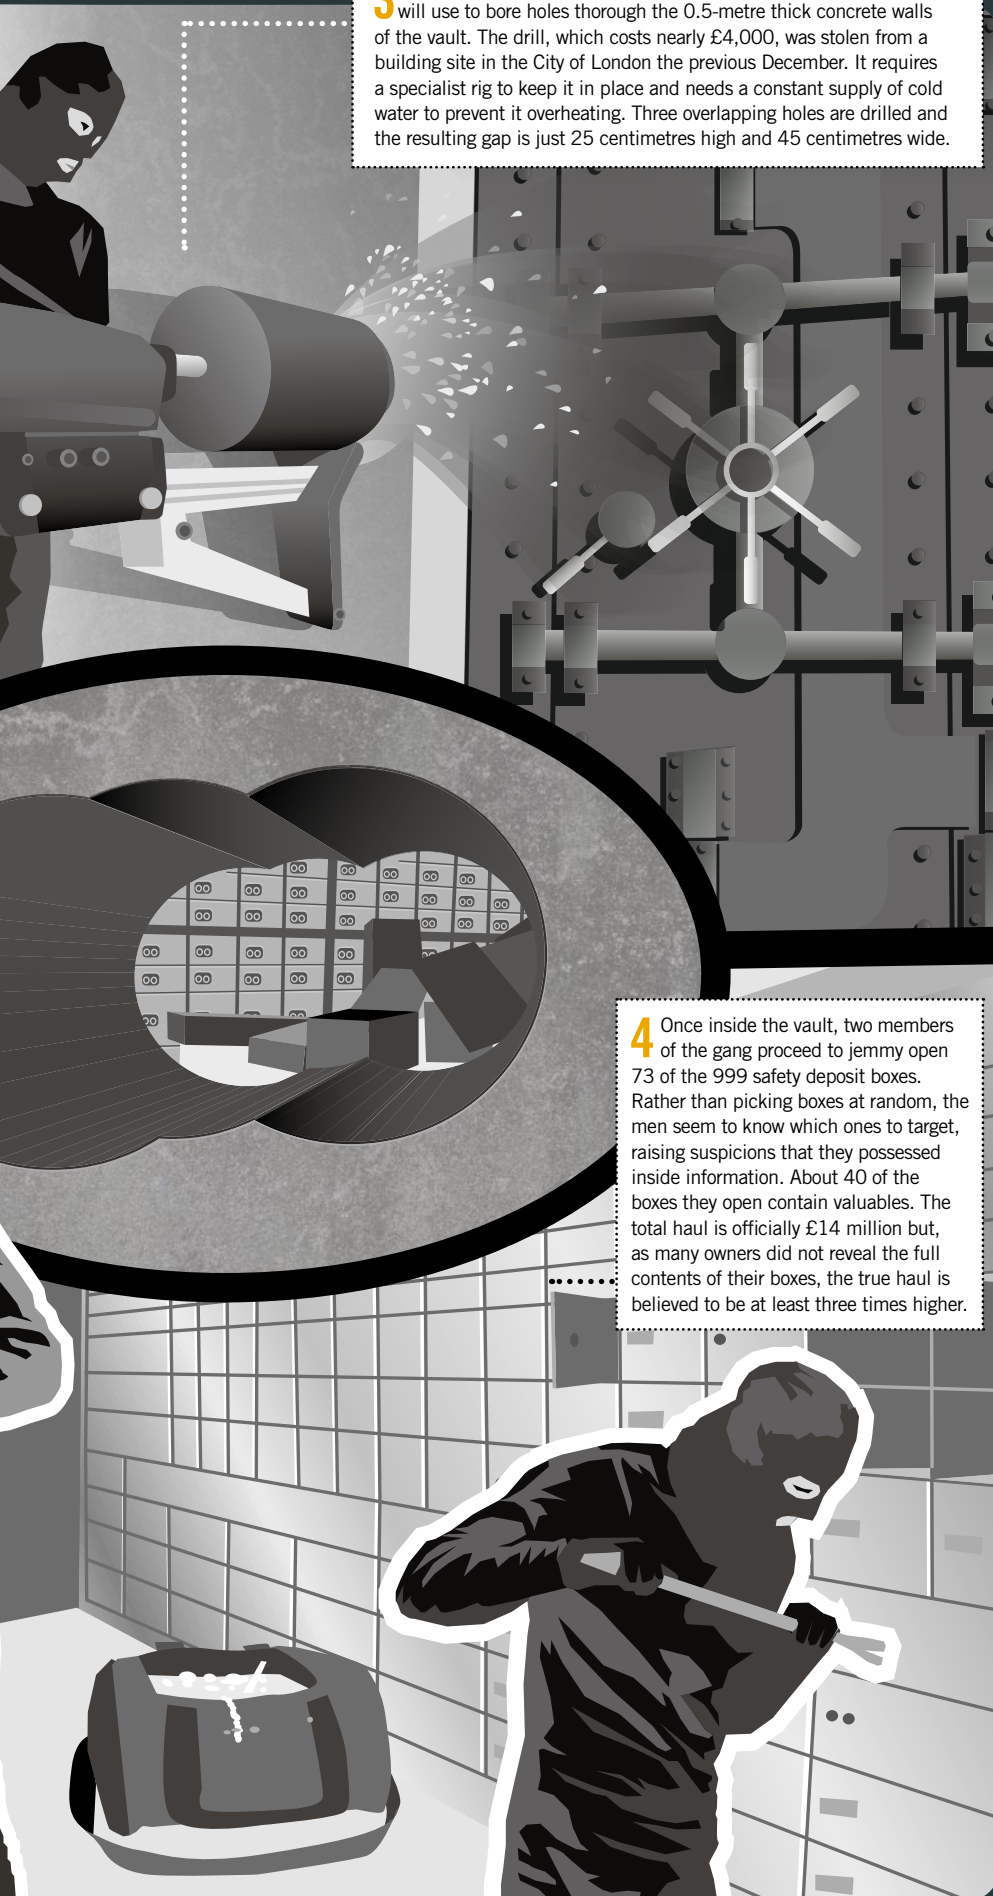 3 will use to bore holes thorough the 0.5-metre thick concrete walls
of the vault. The drill, which costs nearly £4,000, was stolen from a
building site in the City of London the previous December. It requires
a specialist rig to keep it in place and needs a constant supply of cold
water to prevent it overheating. Three overlapping holes are drilled and
the resulting gap is just 25 centimetres high and 45 centimetres wide.
4 Once inside the vault, two members
of the gang proceed to jemmy open
73 of the 999 safety deposit boxes.
Rather than picking boxes at random, the
men seem to know which ones to target,
raising suspicions that they possessed
inside information. About 40 of the
boxes they open contain valuables. The
total haul is officially £14 million but,
as many owners did not reveal the full
contents of their boxes, the true haul is
believed to be at least three times higher.